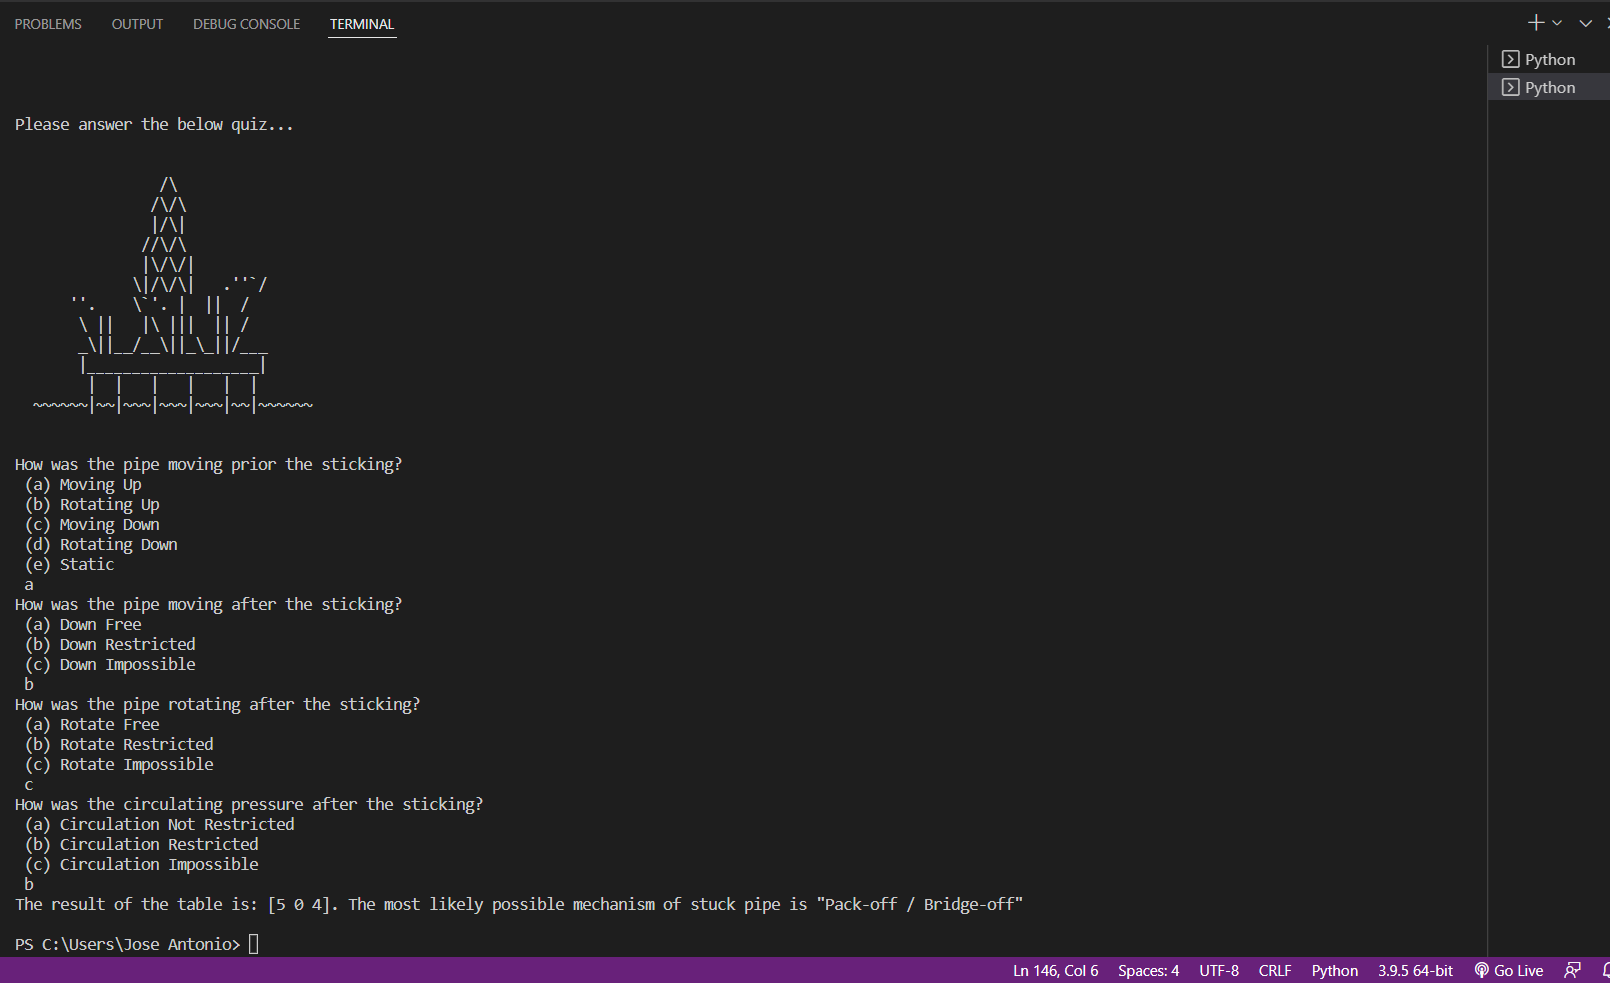 PROBLEMS OUTPUT DEBUG CONSOLE TERMINAL
Python
Python
Please answer the below quiz...
              /\
             /\/\
             |/\|
            //\/\
            |\/\/|
           \|/\/\|   .''`/
    ''.    \`'. |  ||  /
     \ ||   |\ |||  || /
     _\||__/__\||_\_||/___
     |___________________|
      |  |   |   |   |  |
~~~~~~|~~|~~~|~~~|~~~|~~|~~~~~~
How was the pipe moving prior the sticking?
(a) Moving Up
(b) Rotating Up
(c) Moving Down
(d) Rotating Down
(e) Static
a
How was the pipe moving after the sticking?
(a) Down Free
(b) Down Restricted
(c) Down Impossible
b
How was the pipe rotating after the sticking?
(a) Rotate Free
(b) Rotate Restricted
(c) Rotate Impossible
c
How was the circulating pressure after the sticking?
(a) Circulation Not Restricted
(b) Circulation Restricted
(c) Circulation Impossible
b
The result of the table is: [5 0 4]. The most likely possible mechanism of stuck pipe is "Pack-off / Bridge-off"
PS C:\Users\Jose Antonio>
Ln 146, Col 6 Spaces: 4 UTF-8 CRLF Python 3.9.5 64-bit Go Live